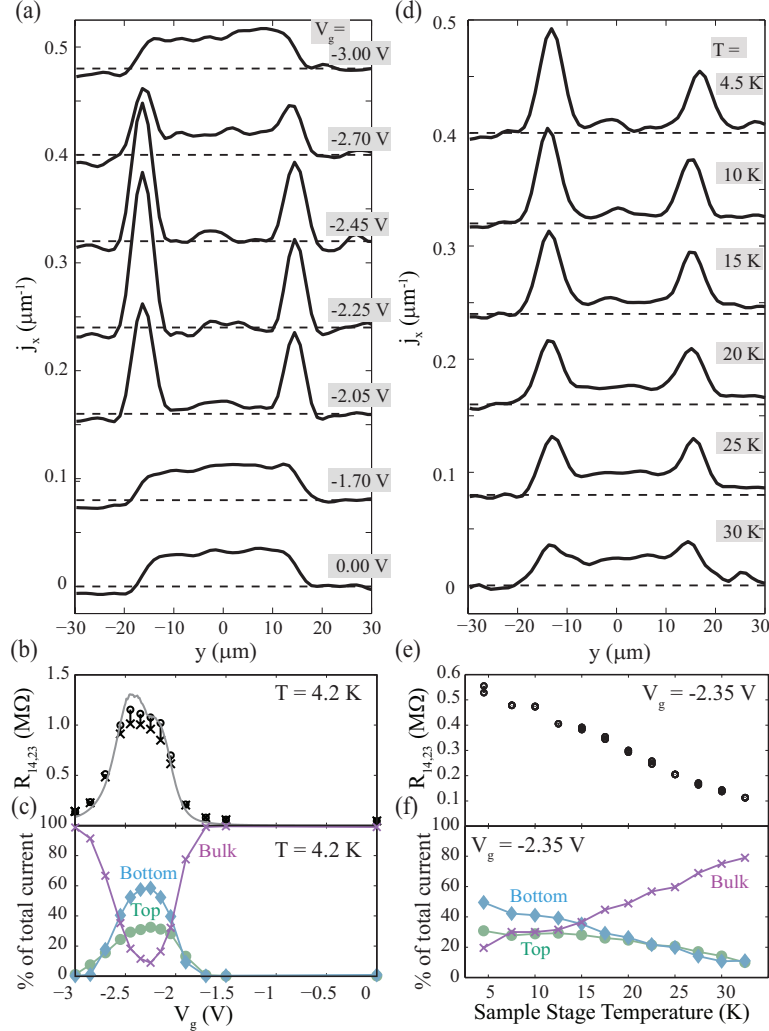 (a)
V_g =
-3.00 V
-2.70 V
-2.45 V
-2.25 V
-2.05 V
-1.70 V
0.00 V
0.5
0.4
0.3
0.2
0.1
0
j_x (μm⁻¹)
−30 −20 −10 0 10 20 30
y (μm)
(d)
T =
4.5 K
10 K
15 K
20 K
25 K
30 K
0.5
0.4
0.3
0.2
0.1
0
j_x (μm⁻¹)
−30 −20 −10 0 10 20 30
y (μm)
(b)
T = 4.2 K
1.5
1.0
0.5
R_14,23 (MΩ)
(c)
T = 4.2 K
Bottom
Top
Bulk
100
80
60
40
20
0
% of total current
−3 −2.5 −2 −1.5 −1 −0.5 0
V_g (V)
(e)
V_g = -2.35 V
0.6
0.5
0.4
0.3
0.2
0.1
R_14,23 (MΩ)
(f)
V_g = -2.35 V
Bottom
Top
Bulk
100
80
60
40
20
0
% of total current
5 10 15 20 25 30
Sample Stage Temperature (K)